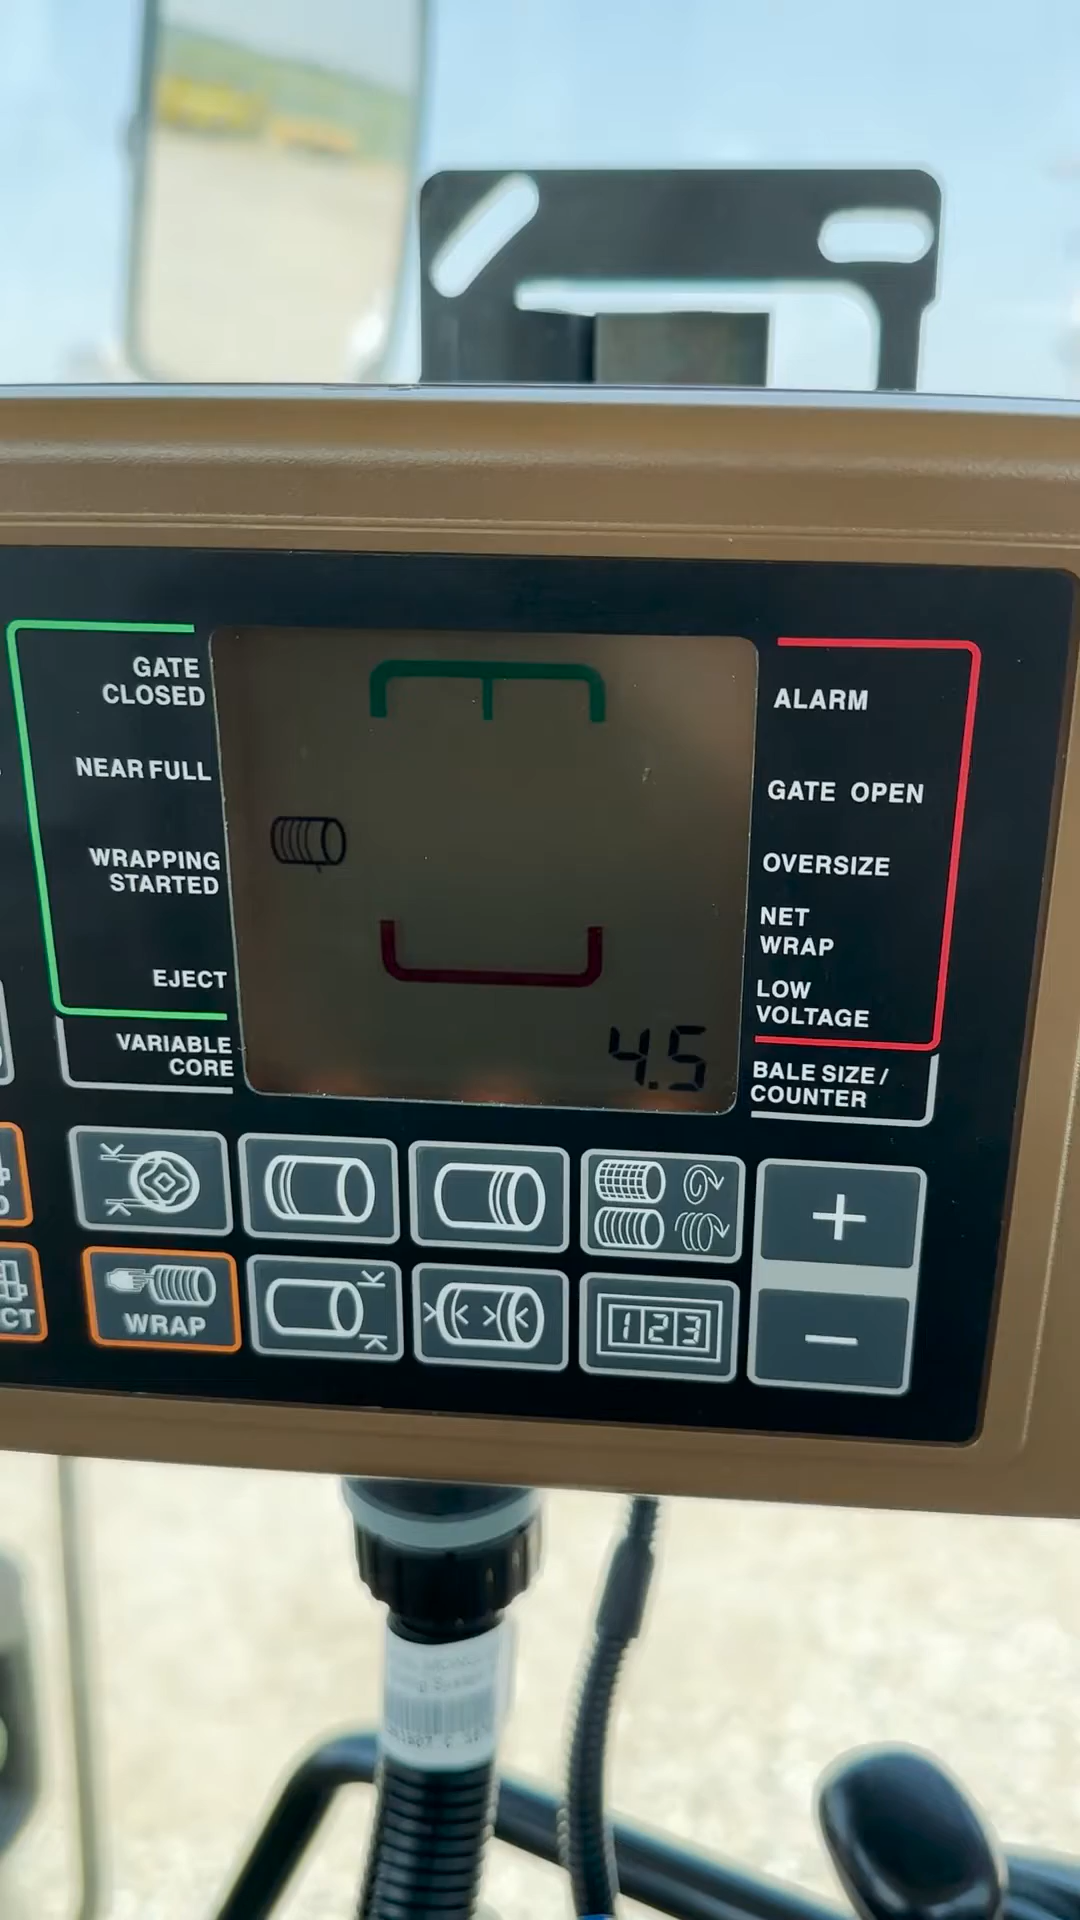 GATE
CLOSED
NEAR FULL
WRAPPING
STARTED
EJECT
VARIABLE
CORE
ALARM
GATE OPEN
OVERSIZE
NET
WRAP
LOW
VOLTAGE
BALE SIZE /
COUNTER
4.5
WRAP
123
+
−
CT